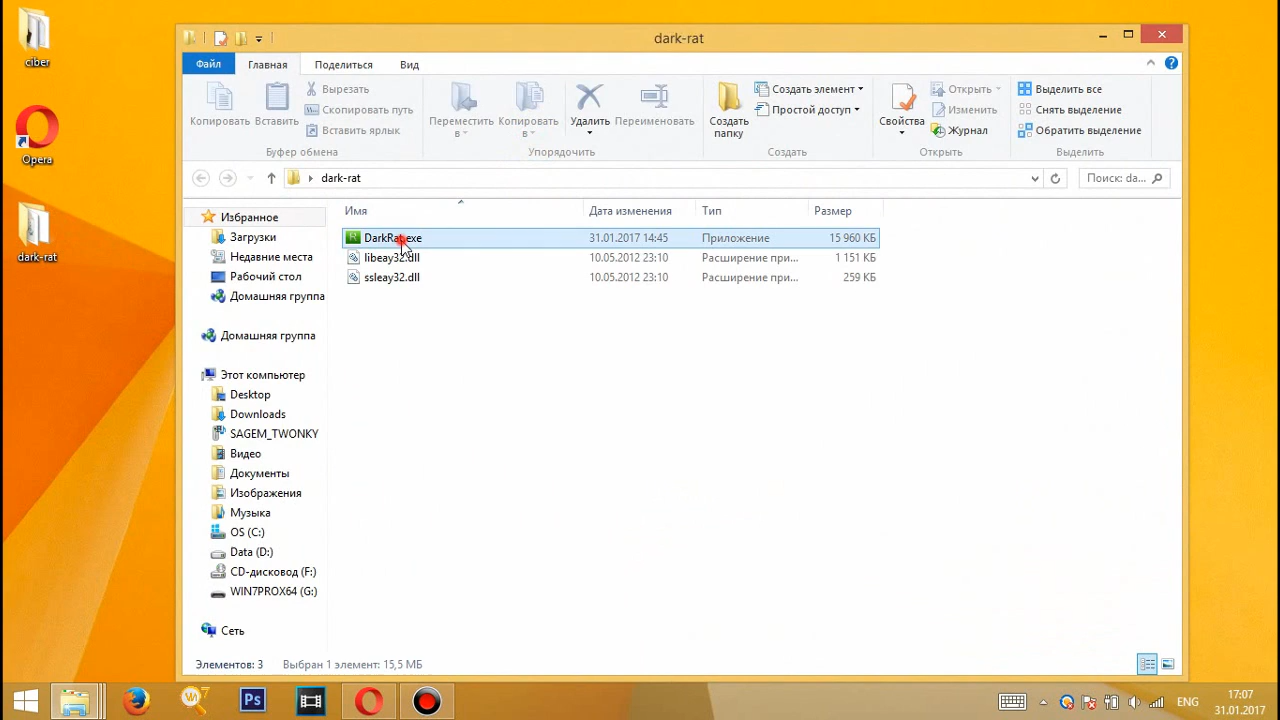 ciber
Opera
dark-rat
dark-rat
Файл Главная Поделиться Вид
Копировать
Вставить
Вырезать
Скопировать путь
Вставить ярлык
Буфер обмена
Переместить в
Копировать в
Удалить
Переименовать
Упорядочить
Создать папку
Создать элемент
Простой доступ
Создать
Свойства
Открыть
Изменить
Журнал
Открыть
Выделить все
Снять выделение
Обратить выделение
Выделить
dark-rat
Поиск: da...
Имя Дата изменения Тип Размер
31.01.2017 14:45 Приложение 15 960 КБ
libeay32.dll 10.05.2012 23:10 Расширение при... 1 151 КБ
ssleay32.dll 10.05.2012 23:10 Расширение при... 259 КБ
Избранное
Загрузки
Недавние места
Рабочий стол
Домашняя группа
Домашняя группа
Этот компьютер
Desktop
Downloads
SAGEM_TWONKY
Видео
Документы
Изображения
Музыка
OS (C:)
Data (D:)
CD-дисковод (F:)
WIN7PROX64 (G:)
Сеть
Элементов: 3 Выбран 1 элемент: 15,5 МБ
W 7
Ps
ENG
17:07
31.01.2017